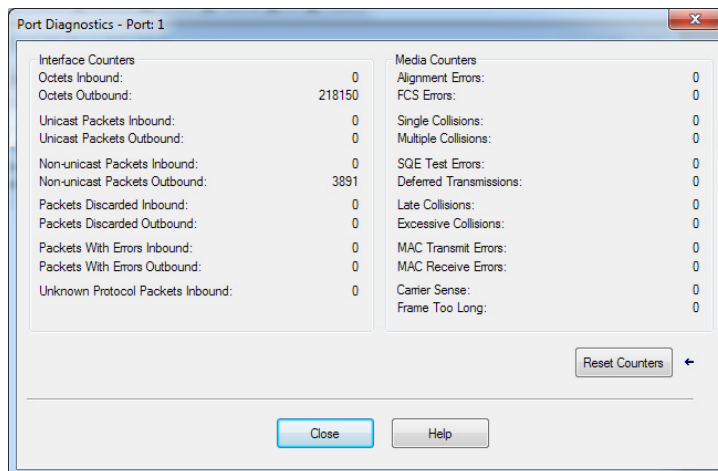 Port Diagnostics - Port: 1
Interface Counters
Octets Inbound: 0
Octets Outbound: 218150
Unicast Packets Inbound: 0
Unicast Packets Outbound: 0
Non-unicast Packets Inbound: 0
Non-unicast Packets Outbound: 3891
Packets Discarded Inbound: 0
Packets Discarded Outbound: 0
Packets With Errors Inbound: 0
Packets With Errors Outbound: 0
Unknown Protocol Packets Inbound: 0
Media Counters
Alignment Errors: 0
FCS Errors: 0
Single Collisions: 0
Multiple Collisions: 0
SQE Test Errors: 0
Deferred Transmissions: 0
Late Collisions: 0
Excessive Collisions: 0
MAC Transmit Errors: 0
MAC Receive Errors: 0
Carrier Sense: 0
Frame Too Long: 0
Reset Counters
Close
Help